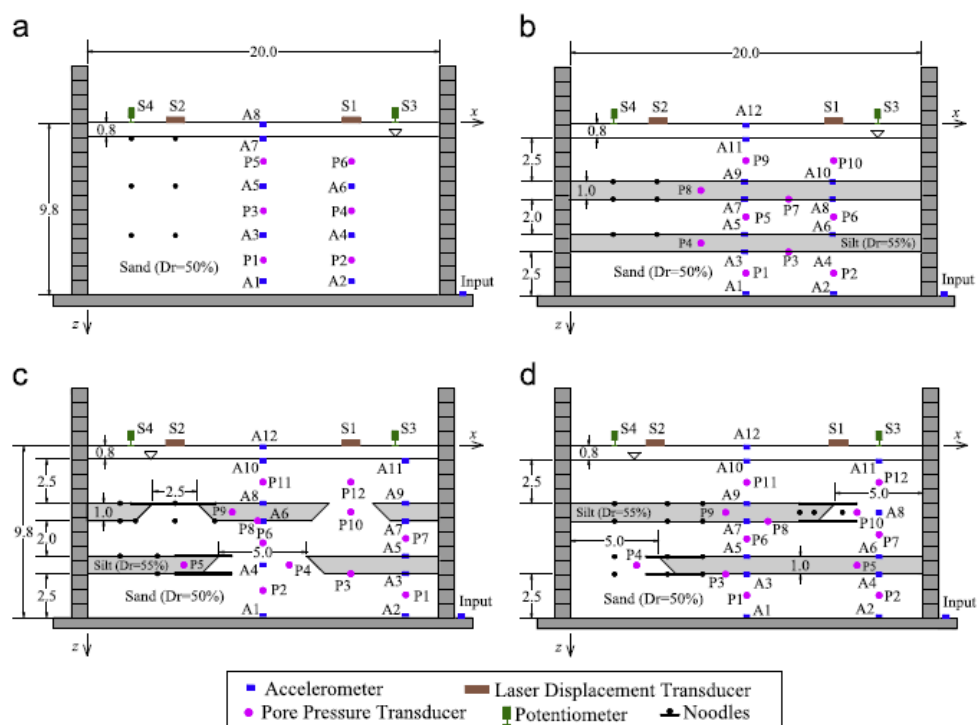 a
20.0
S4 S2 A8 S1 S3 x
0.8
A7
P5 P6
A5 A6
9.8
P3 P4
A3 A4
Sand (Dr=50%)
P1 P2
A1 A2
Input
z
b
20.0
S4 S2 A12 S1 S3 x
0.8
A11
2.5
P9 P10
A9 A10
1.0 P8
P7
A7 A8
2.0
P5 P6
A5 A6
P4 Silt (Dr=55%)
P3
A3 A4
2.5
Sand (Dr=50%)
P1 P2
A1 A2
Input
z
c
S4 S2 A12 S1 S3 x
0.8
A10 A11
2.5
P11 P12
2.5
A8 A9
1.0 P9 A6 P10
P8
P6 A7 P7
9.8
2.0
5.0 A5
Silt (Dr=55%) P5 A4 P4
P3 A3
2.5
Sand (Dr=50%)
P2 P1
A1 A2
Input
z
d
S4 S2 A12 S1 S3 x
0.8
A10 A11
2.5
P11 P12
5.0
A9
Silt (Dr=55%) P9 P10 A8
P8
A7
2.0
5.0 P6 P7
P4 A5 A6
1.0 P5
P3 A3 A4
2.5
Sand (Dr=50%)
P1 P2
A1 A2
Input
z
Accelerometer Laser Displacement Transducer
Pore Pressure Transducer Potentiometer Noodles